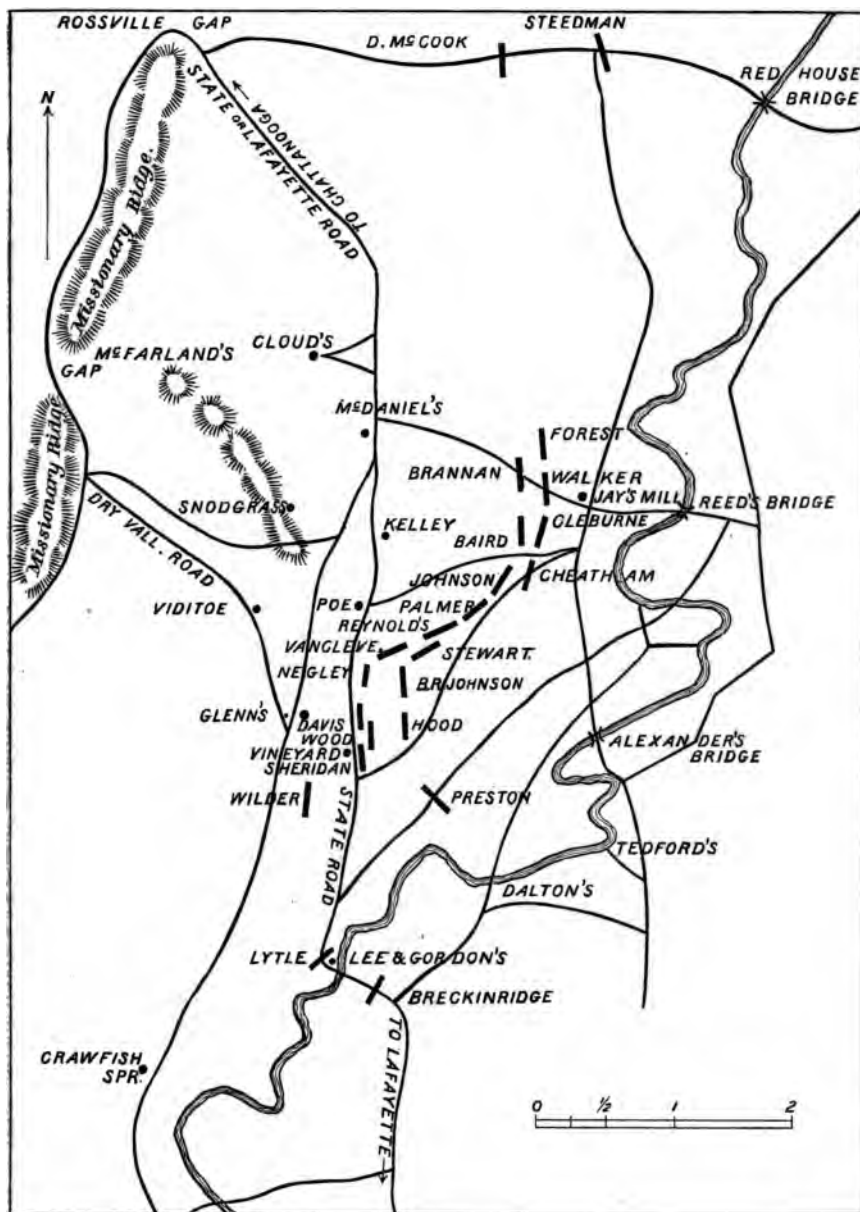 ROSSVILLE GAP
STEEDMAN
D. McCOOK
RED HOUSE
BRIDGE
N
STATE OR LAFAYETTE ROAD
TO CHATTANOOGA
Missionary Ridge.
McFARLAND'S
GAP
CLOUD'S
McDANIEL'S
Missionary Ridge
FOREST
BRANNAN
WALKER
JAY'S MILL
REED'S BRIDGE
SNODGRASS
KELLEY
CLEBURNE
BAIRD
DRY VALL. ROAD
JOHNSON
CHEATHAM
VIDITOE
POE
PALMER
REYNOLD'S
VANCLEVE.
STEWART.
NEGLEY
B.R JOHNSON
GLENN'S
DAVIS
HOOD
WOOD
ALEXANDER'S
BRIDGE
VINEYARD
SHERIDAN
WILDER
PRESTON
STATE ROAD
TEDFORD'S
DALTON'S
LYTLE
LEE & GORDON'S
BRECKINRIDGE
CRAWFISH
SPR.
TO LAFAYETTE
0 ½ 1 2